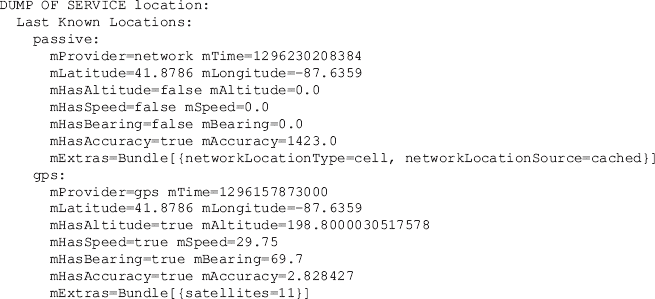 DUMP OF SERVICE location:
  Last Known Locations:
    passive:
      mProvider=network mTime=1296230208384
      mLatitude=41.8786 mLongitude=-87.6359
      mHasAltitude=false mAltitude=0.0
      mHasSpeed=false mSpeed=0.0
      mHasBearing=false mBearing=0.0
      mHasAccuracy=true mAccuracy=1423.0
      mExtras=Bundle[{networkLocationType=cell, networkLocationSource=cached}]
    gps:
      mProvider=gps mTime=1296157873000
      mLatitude=41.8786 mLongitude=-87.6359
      mHasAltitude=true mAltitude=198.8000030517578
      mHasSpeed=true mSpeed=29.75
      mHasBearing=true mBearing=69.7
      mHasAccuracy=true mAccuracy=2.828427
      mExtras=Bundle[{satellites=11}]